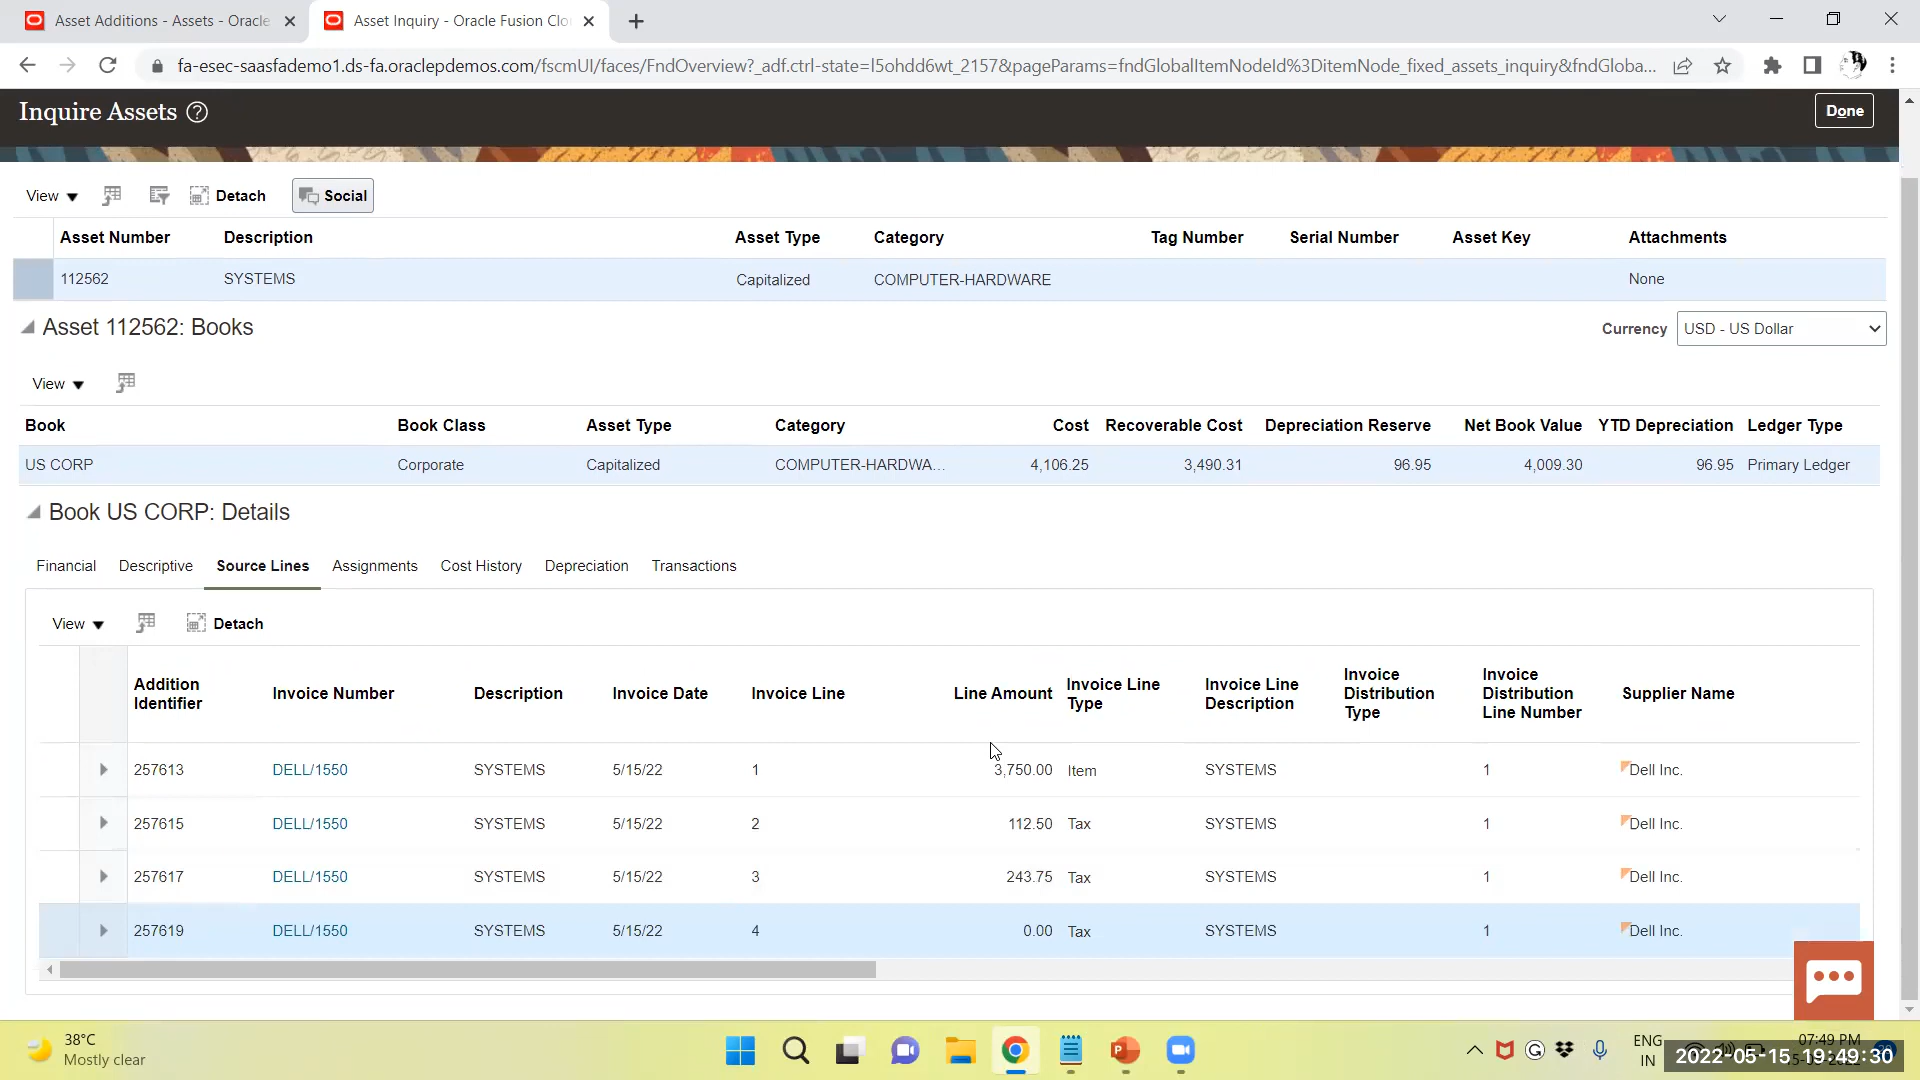 Asset Additions - Assets - Oracle
Asset Inquiry - Oracle Fusion Clo
fa-esec-saasfademo1.ds-fa.oraclepdemos.com/fscmUI/faces/FndOverview?_adf.ctrl-state=l5ohdd6wt_2157&pageParams=fndGlobalItemNodeId%3DitemNode_fixed_assets_inquiry&fndGloba...
Inquire Assets ?
Done
View Detach Social
Asset Number Description Asset Type Category Tag Number Serial Number Asset Key Attachments
112562 SYSTEMS Capitalized COMPUTER-HARDWARE None
Asset 112562: Books
Currency USD - US Dollar
View
Book Book Class Asset Type Category Cost Recoverable Cost Depreciation Reserve Net Book Value YTD Depreciation Ledger Type
US CORP Corporate Capitalized COMPUTER-HARDWA... 4,106.25 3,490.31 96.95 4,009.30 96.95 Primary Ledger
Book US CORP: Details
Financial Descriptive Source Lines Assignments Cost History Depreciation Transactions
View Detach
Addition Identifier Invoice Number Description Invoice Date Invoice Line Line Amount Invoice Line Type Invoice Line Description Invoice Distribution Type Invoice Distribution Line Number Supplier Name
257613 DELL/1550 SYSTEMS 5/15/22 1 3,750.00 Item SYSTEMS 1 Dell Inc.
257615 DELL/1550 SYSTEMS 5/15/22 2 112.50 Tax SYSTEMS 1 Dell Inc.
257617 DELL/1550 SYSTEMS 5/15/22 3 243.75 Tax SYSTEMS 1 Dell Inc.
257619 DELL/1550 SYSTEMS 5/15/22 4 0.00 Tax SYSTEMS 1 Dell Inc.
38°C
Mostly clear
ENG
IN
07:49 PM
2022-05-15 19:49:30